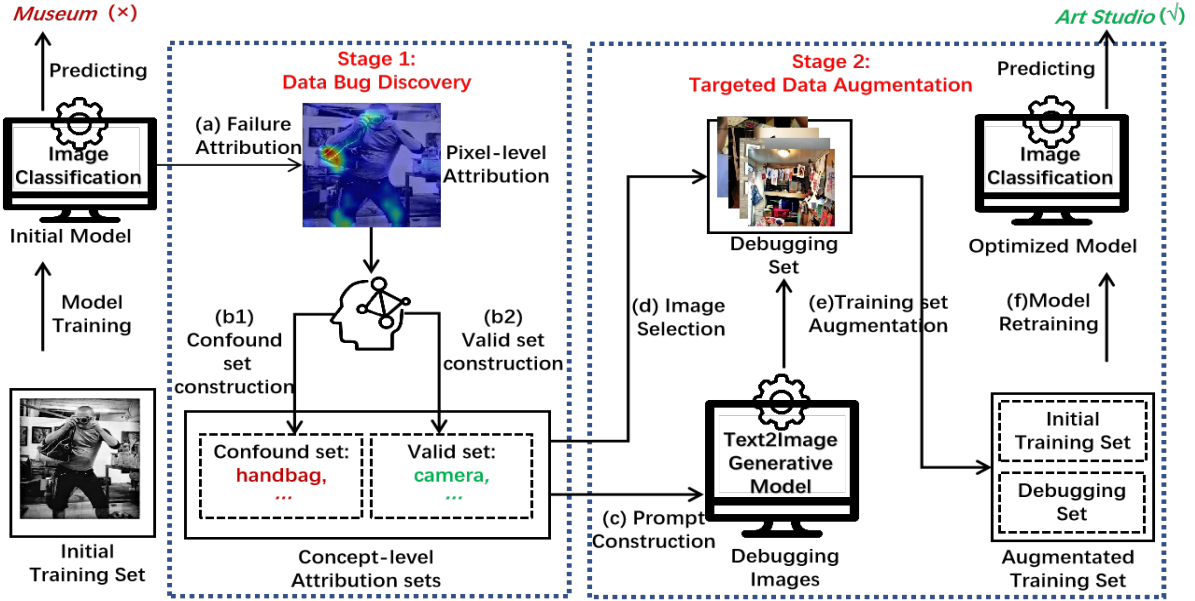 Museum (×)
Predicting
Image
Classification
Initial Model
Model
Training
Initial
Training Set
Stage 1:
Data Bug Discovery
(a) Failure
Attribution
Pixel-level
Attribution
(b1)
Confound
set
construction
(b2)
Valid set
construction
Confound set:
handbag,
...
Valid set:
camera,
...
Concept-level
Attribution sets
Stage 2:
Targeted Data Augmentation
Debugging
Set
(d) Image
Selection
(e)Training set
Augmentation
Text2Image
Generative
Model
(c) Prompt
Construction
Debugging
Images
Art Studio (√)
Predicting
Image
Classification
Optimized Model
(f)Model
Retraining
Initial
Training Set
Debugging
Set
Augmentated
Training Set